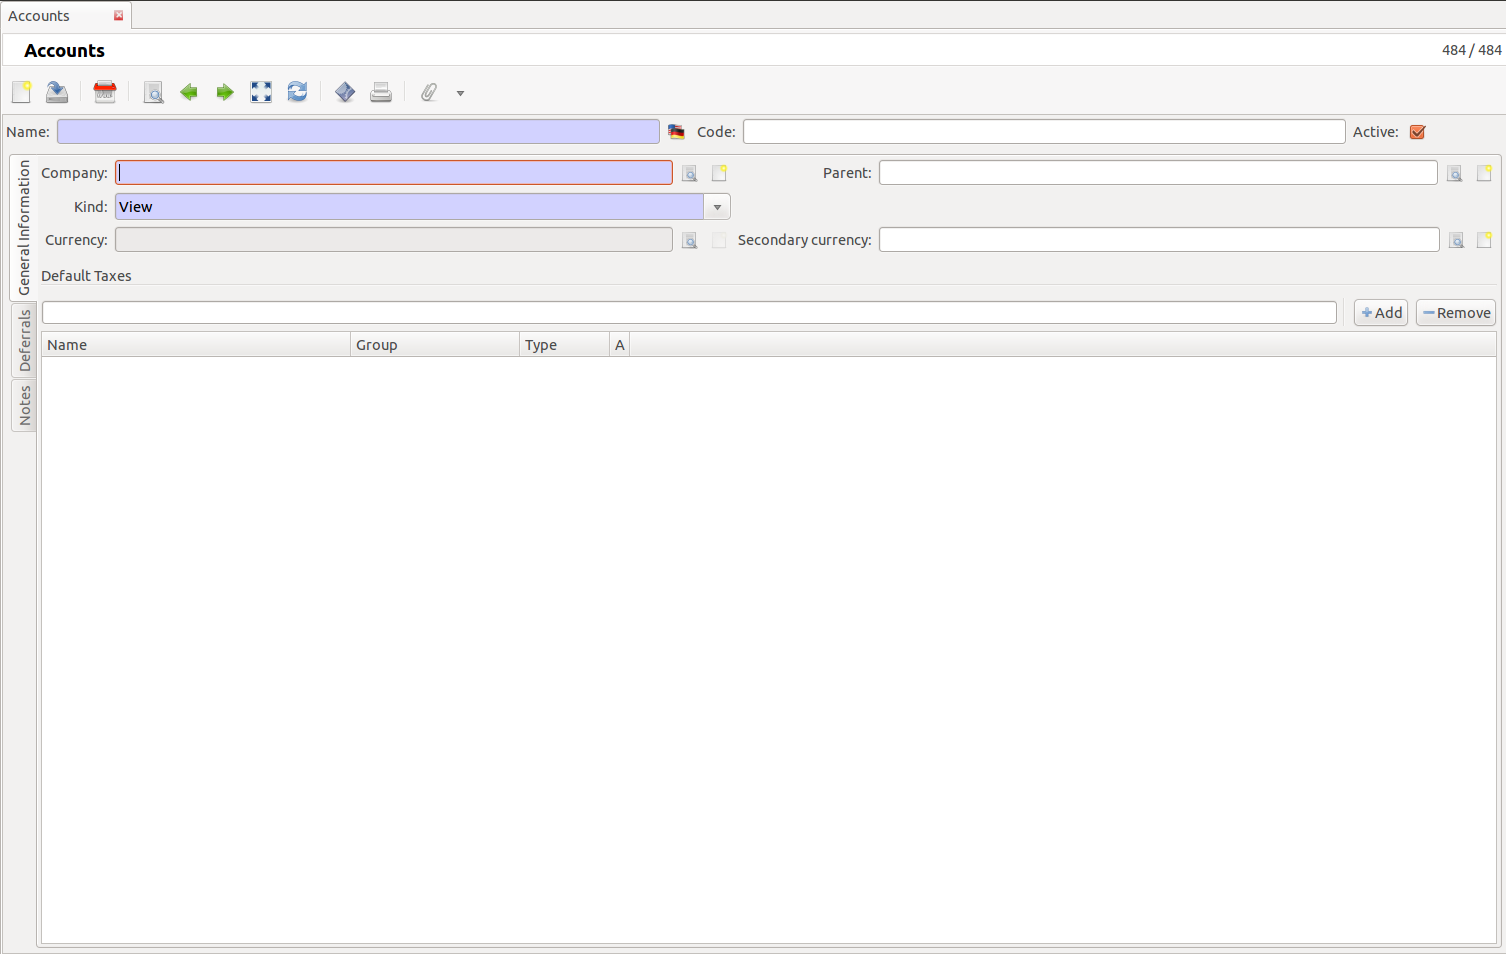 Accounts
Accounts 484 / 484
Name: Code: Active:
General Information
Deferrals
Notes
Company: Parent:
Kind: View
Currency: Secondary currency:
Default Taxes
Add Remove
Name Group Type A